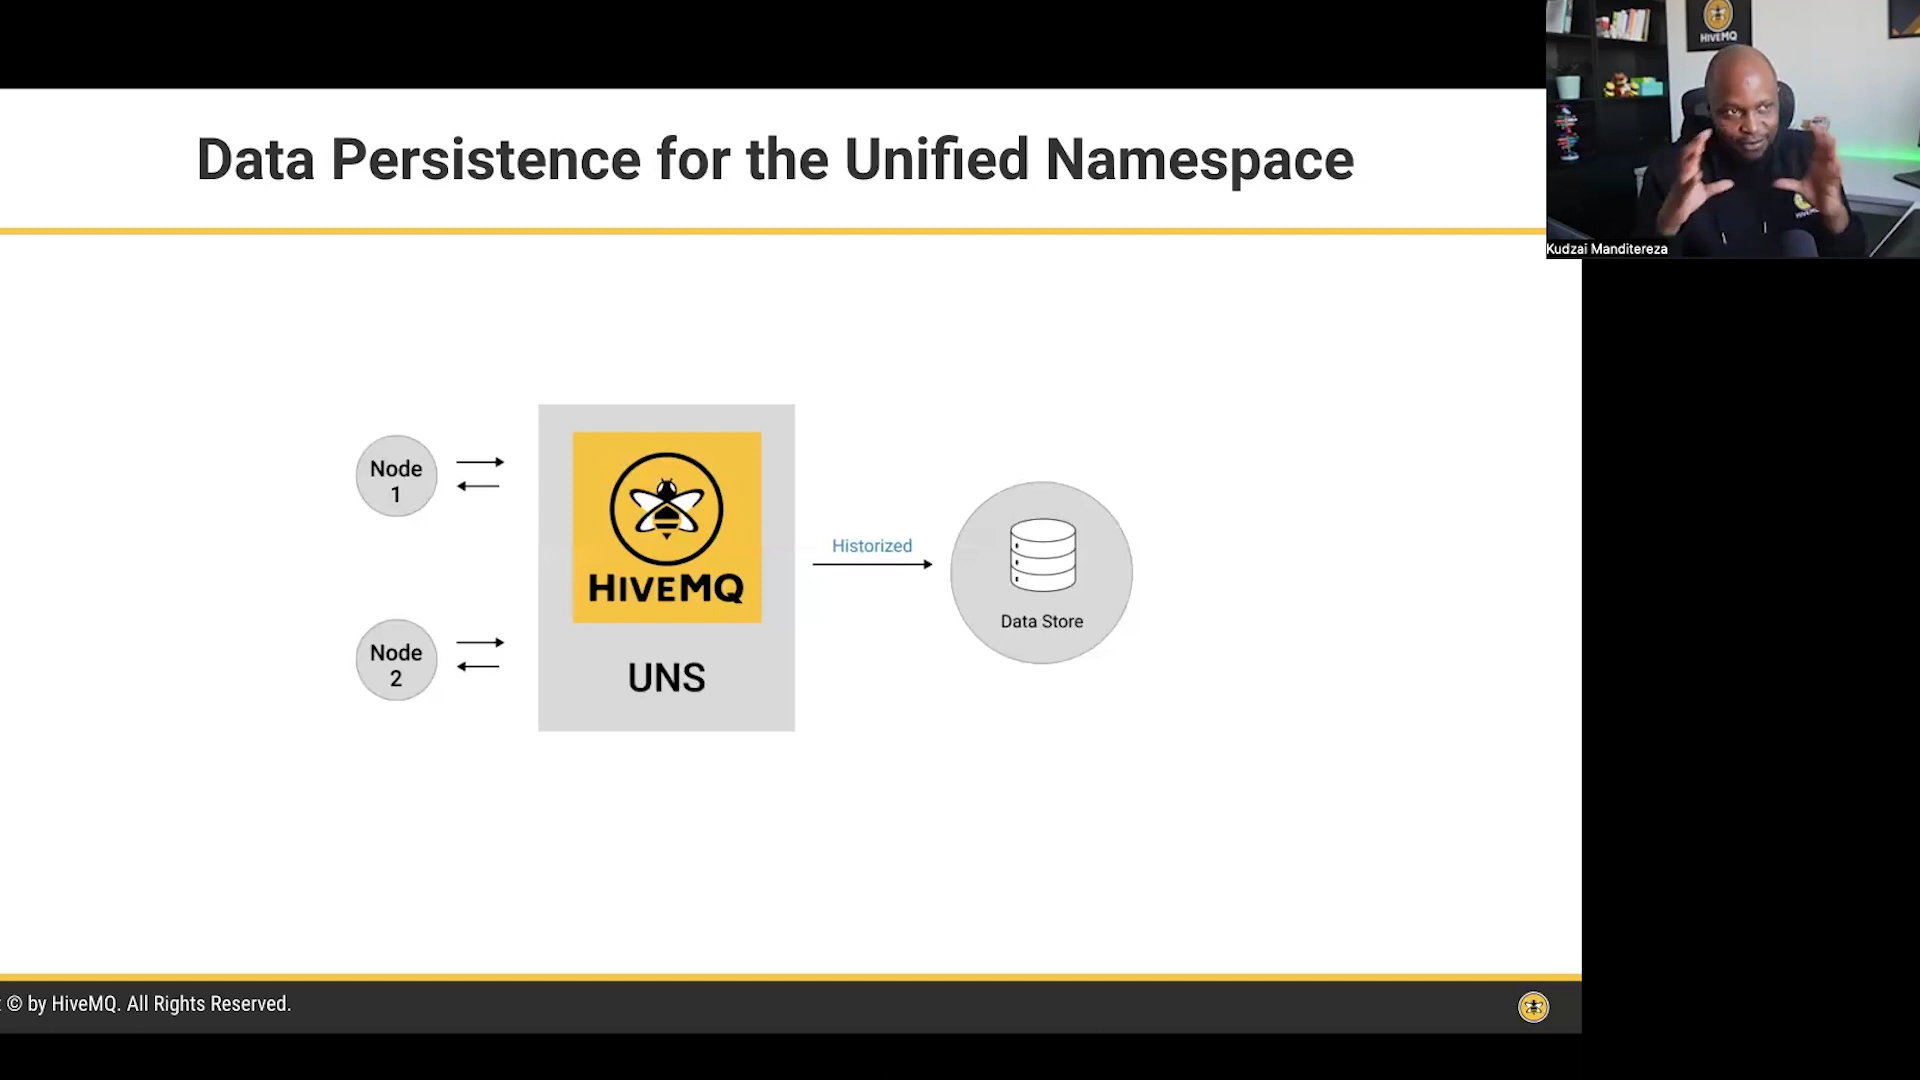 HIVEMQ
Kudzai Manditereza
Data Persistence for the Unified Namespace
Node
1
Node
2
HIVEMQ
UNS
Historized
Data Store
© by HiveMQ. All Rights Reserved.